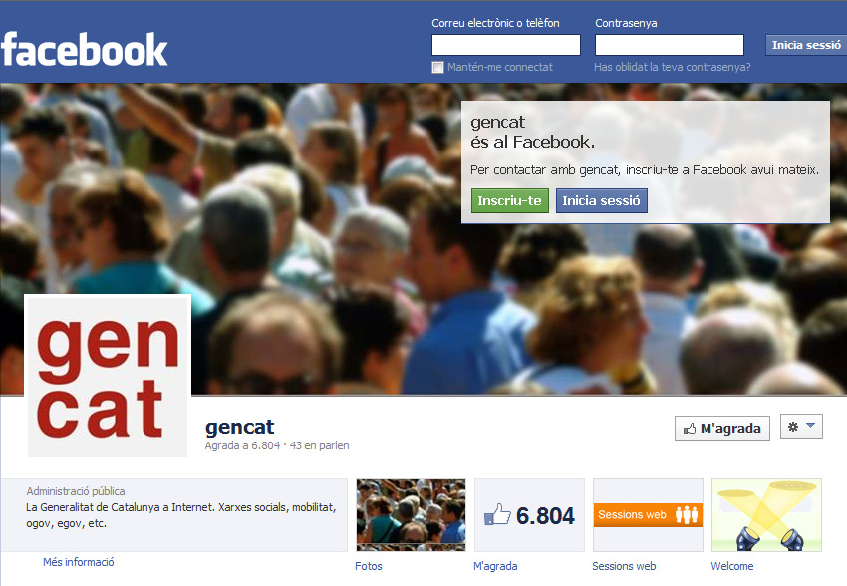 facebook
Correu electrònic o telèfon
Contrasenya
Inicia sessió
Mantén-me connectat
Has oblidat la teva contrasenya?
gencat
és al Facebook.
Per contactar amb gencat, inscriu-te a Facebook avui mateix.
Inscriu-te
Inicia sessió
gen
cat
gencat
Agrada a 6.804 · 43 en parlen
M'agrada
Administració pública
La Generalitat de Catalunya a Internet. Xarxes socials, mobilitat,
ogov, egov, etc.
Més informació
6.804
Sessions web
Fotos
M'agrada
Sessions web
Welcome